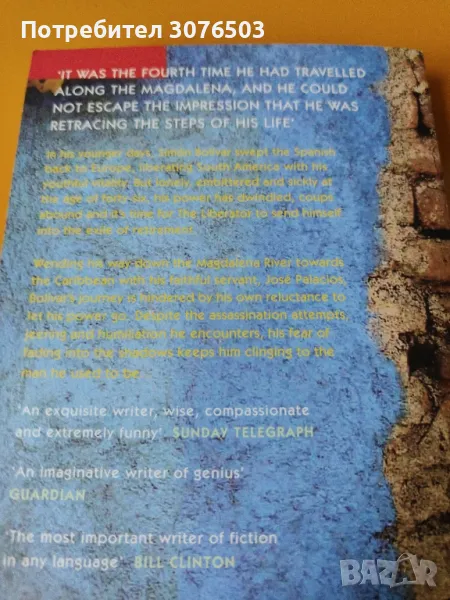 Потребител 3076503
'IT WAS THE FOURTH TIME HE HAD TRAVELLED
ALONG THE MAGDALENA, AND HE COULD
NOT ESCAPE THE IMPRESSION THAT HE WAS
RETRACING THE STEPS OF HIS LIFE'
In his younger days, Simón Bolívar swept the Spanish
back to Europe, liberating South America with his
youthful vitality. But lonely, embittered and sickly at
the age of forty-six, his power has dwindled, coups
abound and it's time for The Liberator to send himself
into the exile of retirement.
Wending his way down the Magdalena River towards
the Caribbean with his faithful servant, José Palacios,
Bolívar's journey is hindered by his own reluctance to
let his power go. Despite the assassination attempts,
jeering and humiliation he encounters, his fear of
fading into the shadows keeps him clinging to the
man he used to be.
'An exquisite writer, wise, compassionate
and extremely funny' SUNDAY TELEGRAPH
'An imaginative writer of genius'
GUARDIAN
'The most important writer of fiction
in any language' BILL CLINTON
BAZAR